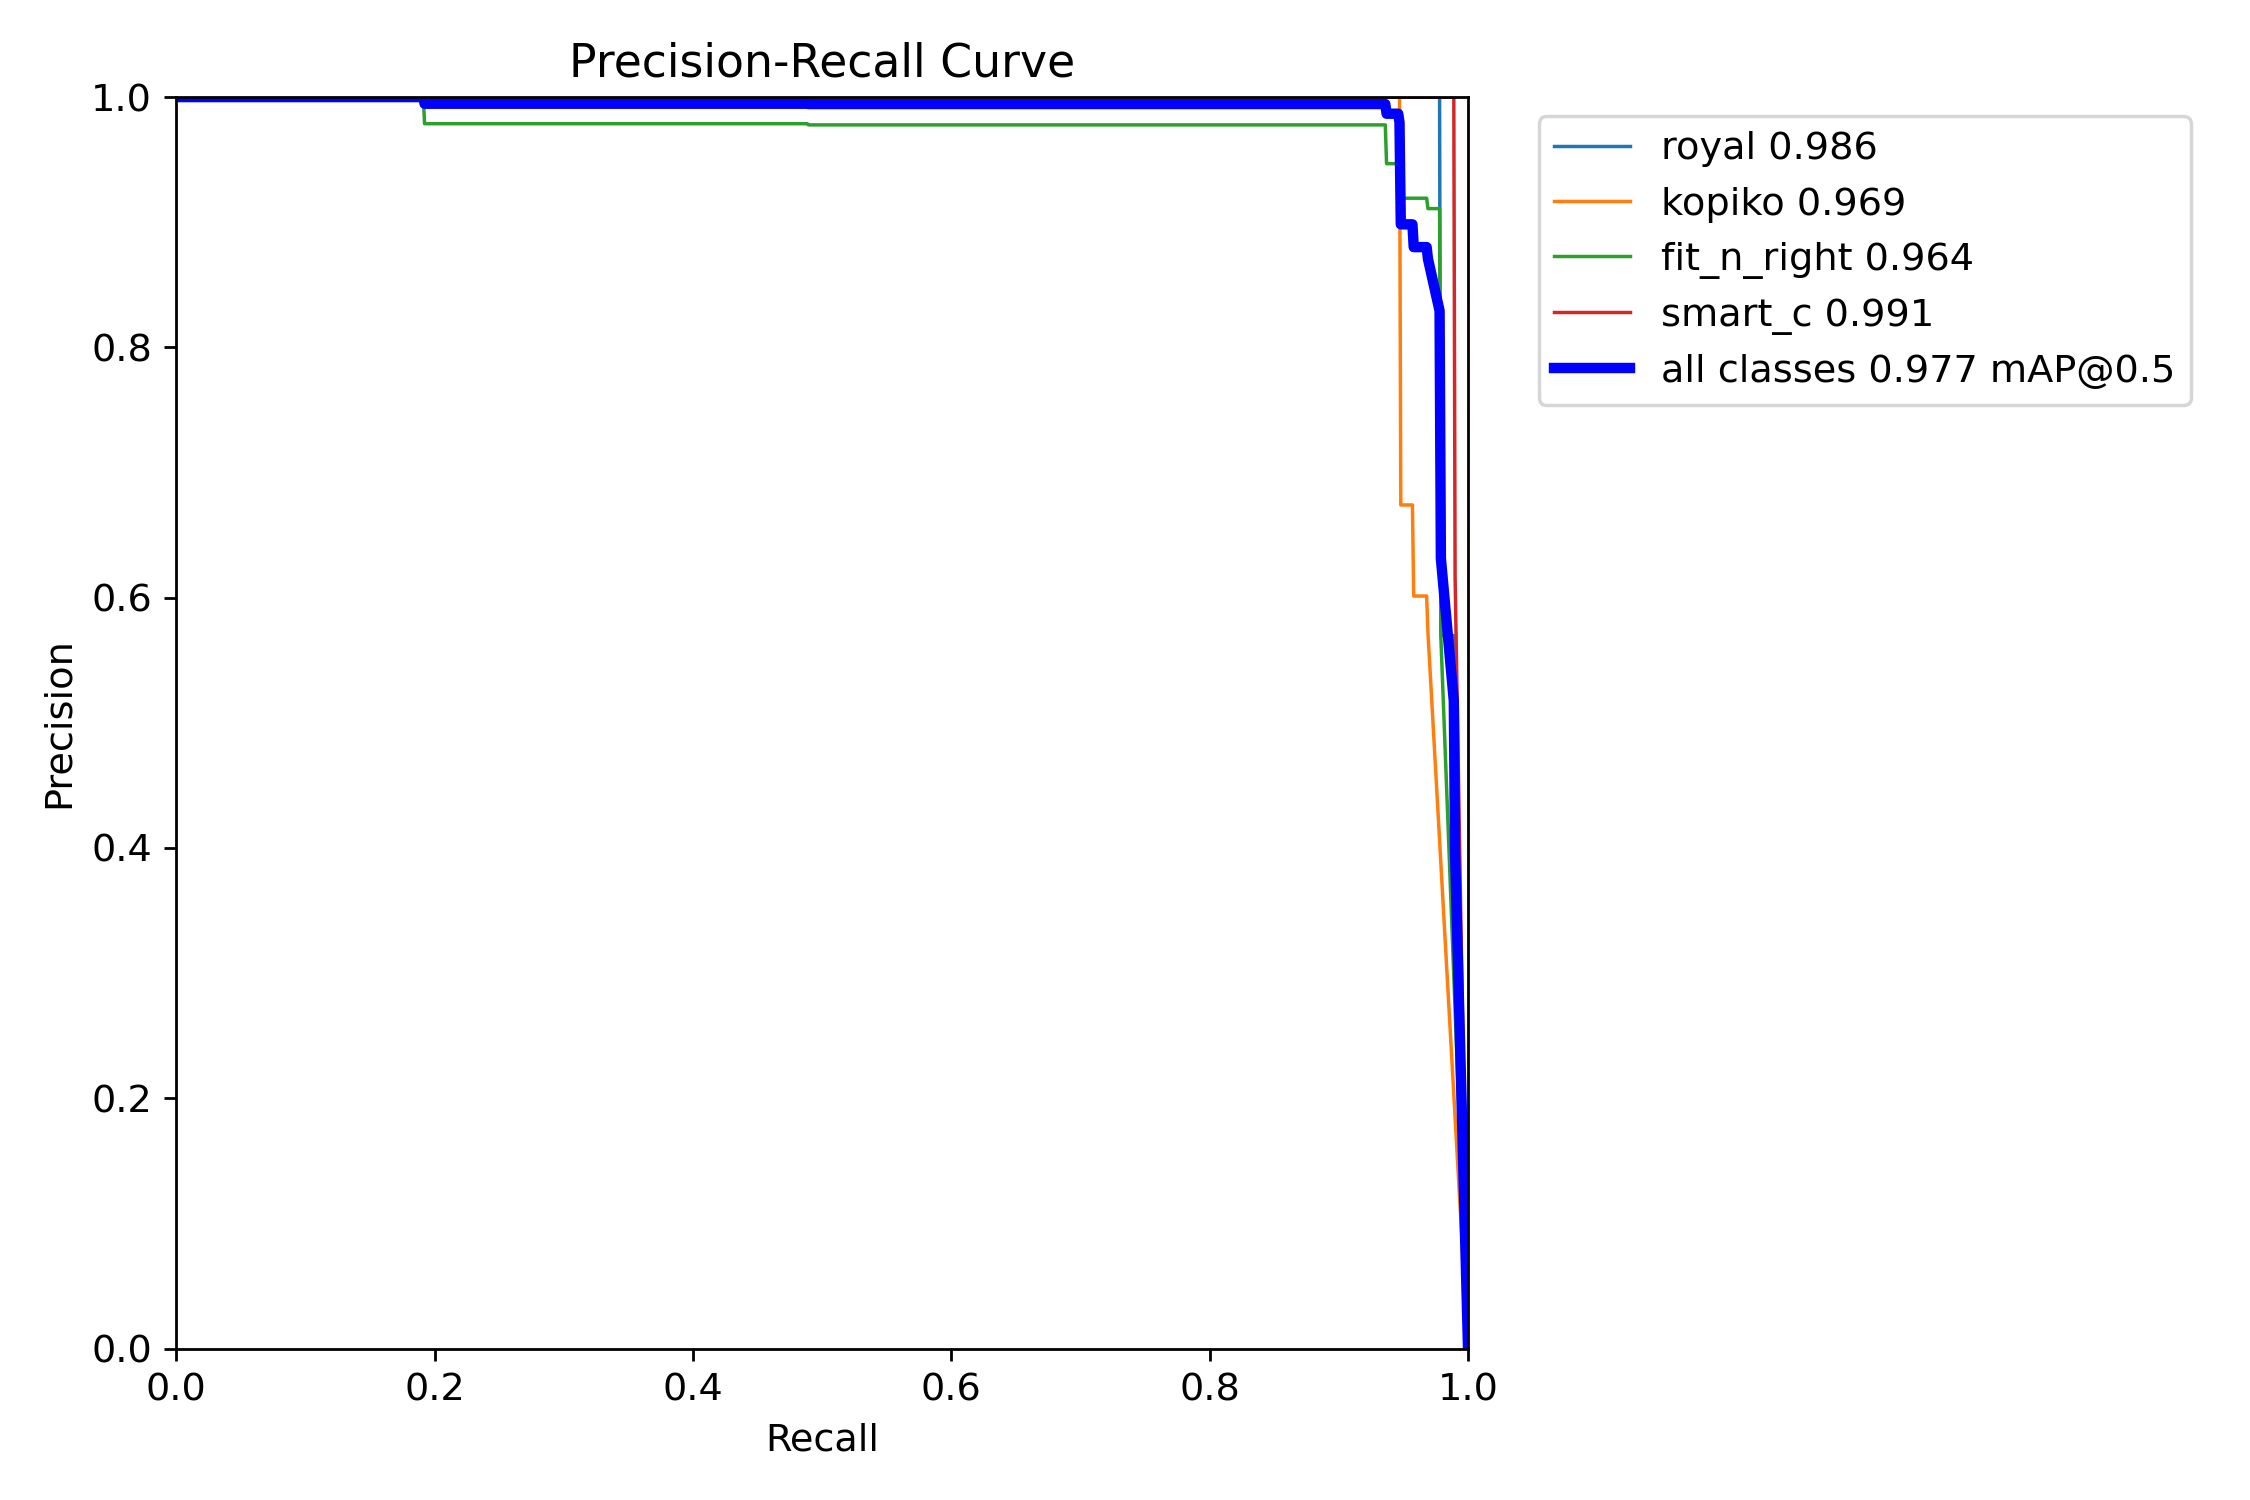 Precision-Recall Curve
1.0
0.8
0.6
0.4
0.2
0.0
Precision
0.0 0.2 0.4 0.6 0.8 1.0
Recall
royal 0.986
kopiko 0.969
fit_n_right 0.964
smart_c 0.991
all classes 0.977 mAP@0.5